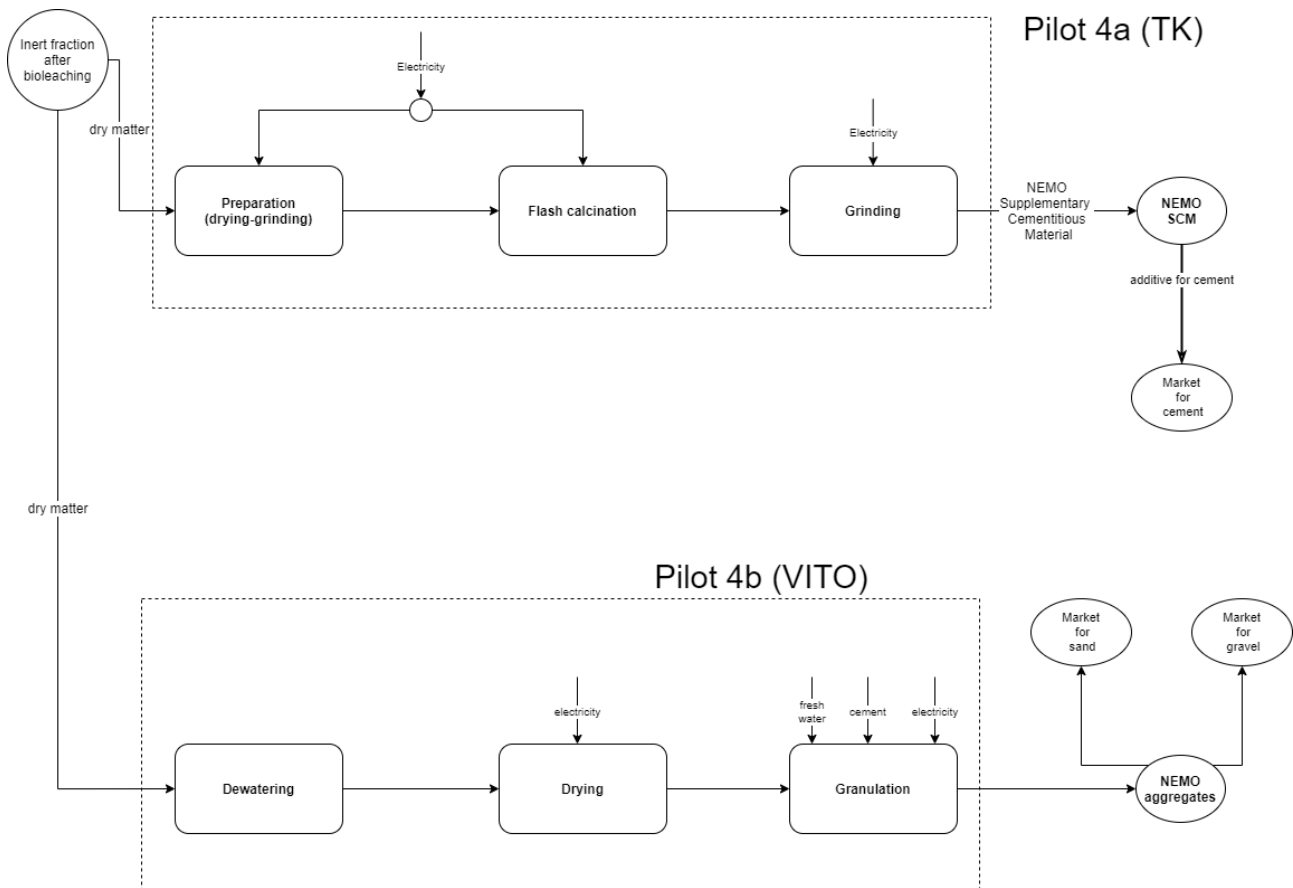 Pilot 4a (TK)
Inert fraction
after
bioleaching
Electricity
dry matter
Electricity
Preparation
(drying-grinding)
Flash calcination
Grinding
NEMO
Supplementary
Cementitious
Material
NEMO
SCM
additive for cement
Market
for
cement
dry matter
Pilot 4b (VITO)
Market
for
sand
Market
for
gravel
electricity
fresh
water
cement
electricity
Dewatering
Drying
Granulation
NEMO
aggregates